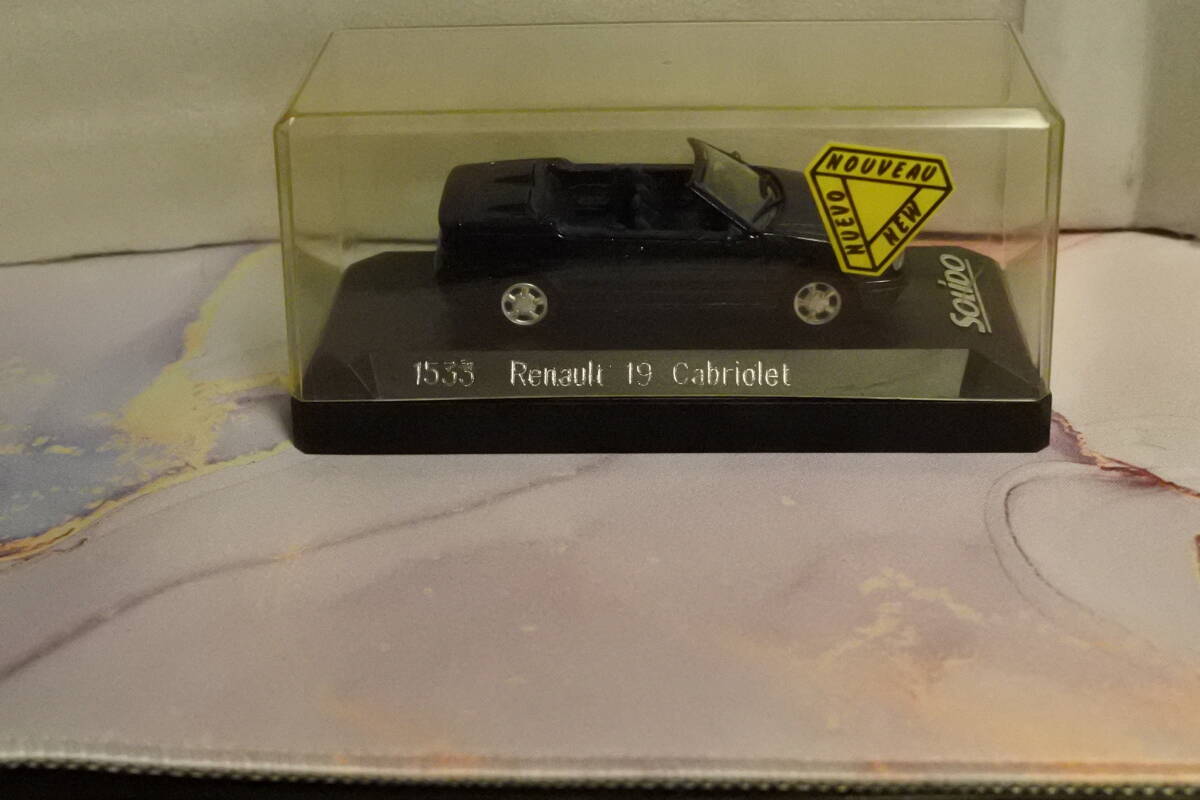 NOUVEAU
NUEVO
NEW
Solido
1533 Renault 19 Cabriolet